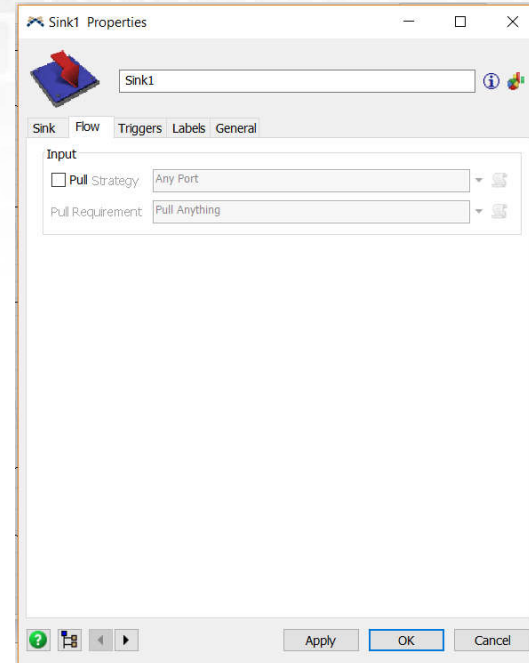 Sink1 Properties
Sink1
Sink Flow Triggers Labels General
Input
Pull Strategy Any Port
Pull Requirement Pull Anything
Apply OK Cancel